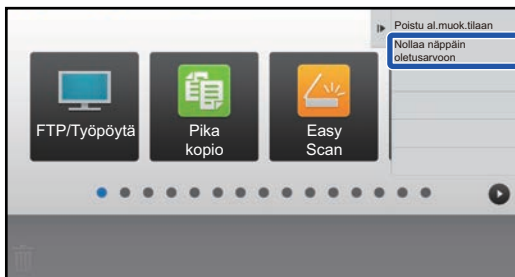 Poistu al.muok.tilaan
Nollaa näppäin
oletusarvoon
FTP/Työpöytä
Pika
kopio
Easy
Scan